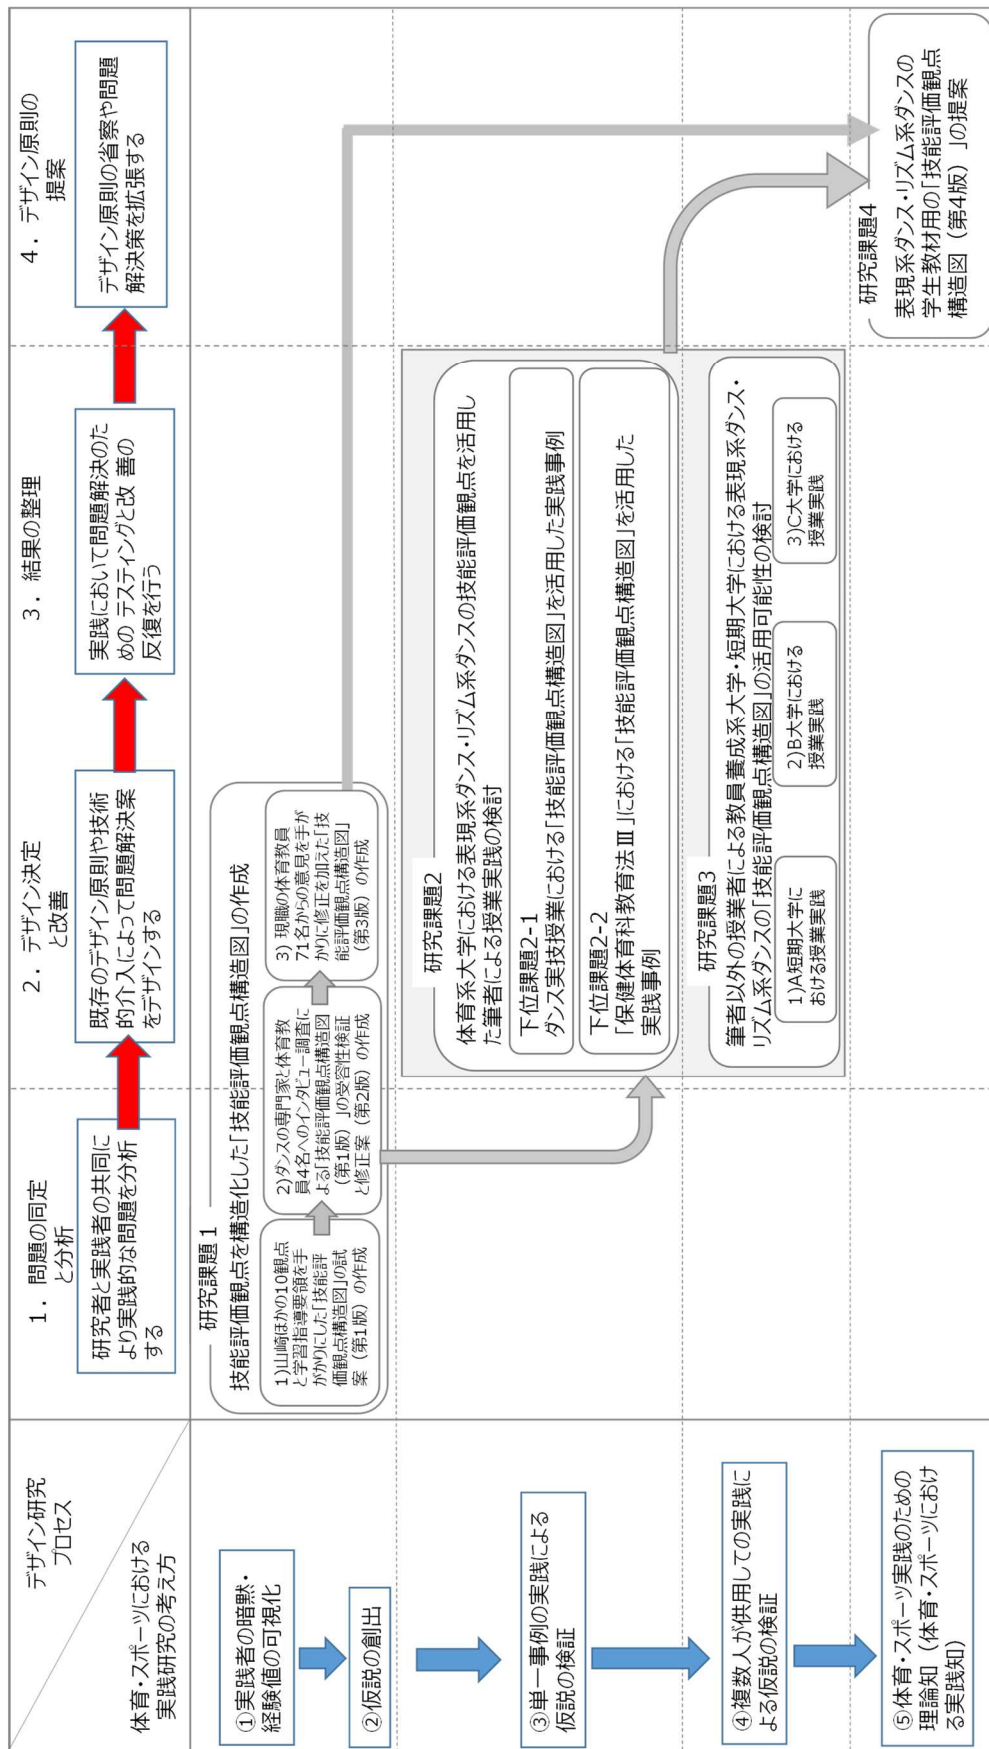 デザイン研究
プロセス
体育・スポーツにおける
実践研究の考え方
1．問題の同定
と分析
2．デザイン決定
と改善
3．結果の整理
4．デザイン原則の
提案
研究者と実践者の共同に
より実践的な問題を分析
する
既存のデザイン原則や技術
的介入によって問題解決案
をデザインする
実践において問題解決のた
めの テスティングと改 善の
反復を行う
デザイン原則の省察や問題
解決策を拡張する
①実践者の暗黙・
経験値の可視化
②仮説の創出
③単一事例の実践による
仮説の検証
④複数人が供用しての実践に
よる仮説の検証
⑤体育・スポーツ実践のための
理論知（体育・スポーツにおけ
る実践知）
研究課題1
技能評価観点を構造化した「技能評価観点構造図」の作成
1)山崎ほかの10観点
と学習指導要領を手
がかりにした「技能評
価観点構造図」の試
案（第1版）の作成
2)ダンスの専門家と体育教
員4名へのインタビュー調査に
よる「技能評価観点構造図
（第1版）」の受容性検証
と修正案（第2版）の作成
3) 現職の体育教員
71名からの意見を手が
かりに修正を加えた「技
能評価観点構造図」
（第3版）の作成
研究課題2
体育系大学における表現系ダンス・リズム系ダンスの技能評価観点を活用し
た筆者による授業実践の検討
下位課題2-1
ダンス実技授業における「技能評価観点構造図」を活用した実践事例
下位課題2-2
「保健体育科教育法Ⅲ」における「技能評価観点構造図」を活用した
実践事例
研究課題3
筆者以外の授業者による教員養成系大学・短期大学における表現系ダンス・
リズム系ダンスの「技能評価観点構造図」の活用可能性の検討
1)A短期大学に
おける授業実践
2)B大学における
授業実践
3)C大学における
授業実践
研究課題4
表現系ダンス・リズム系ダンスの
学生教材用の「技能評価観点
構造図（第4版）」の提案